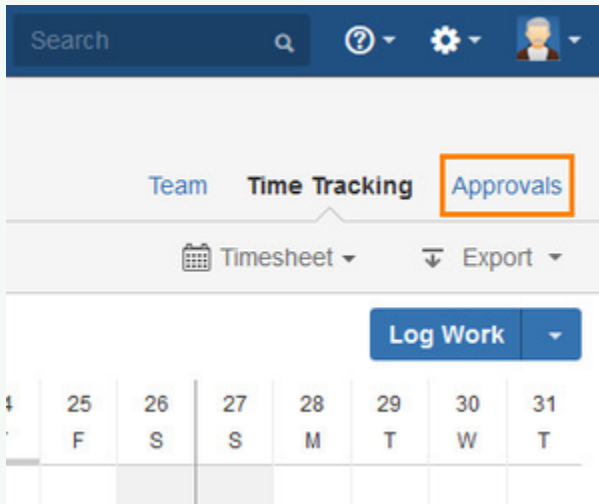 Search
Team Time Tracking Approvals
Timesheet Export
Log Work
25 26 27 28 29 30 31
F S S M T W T